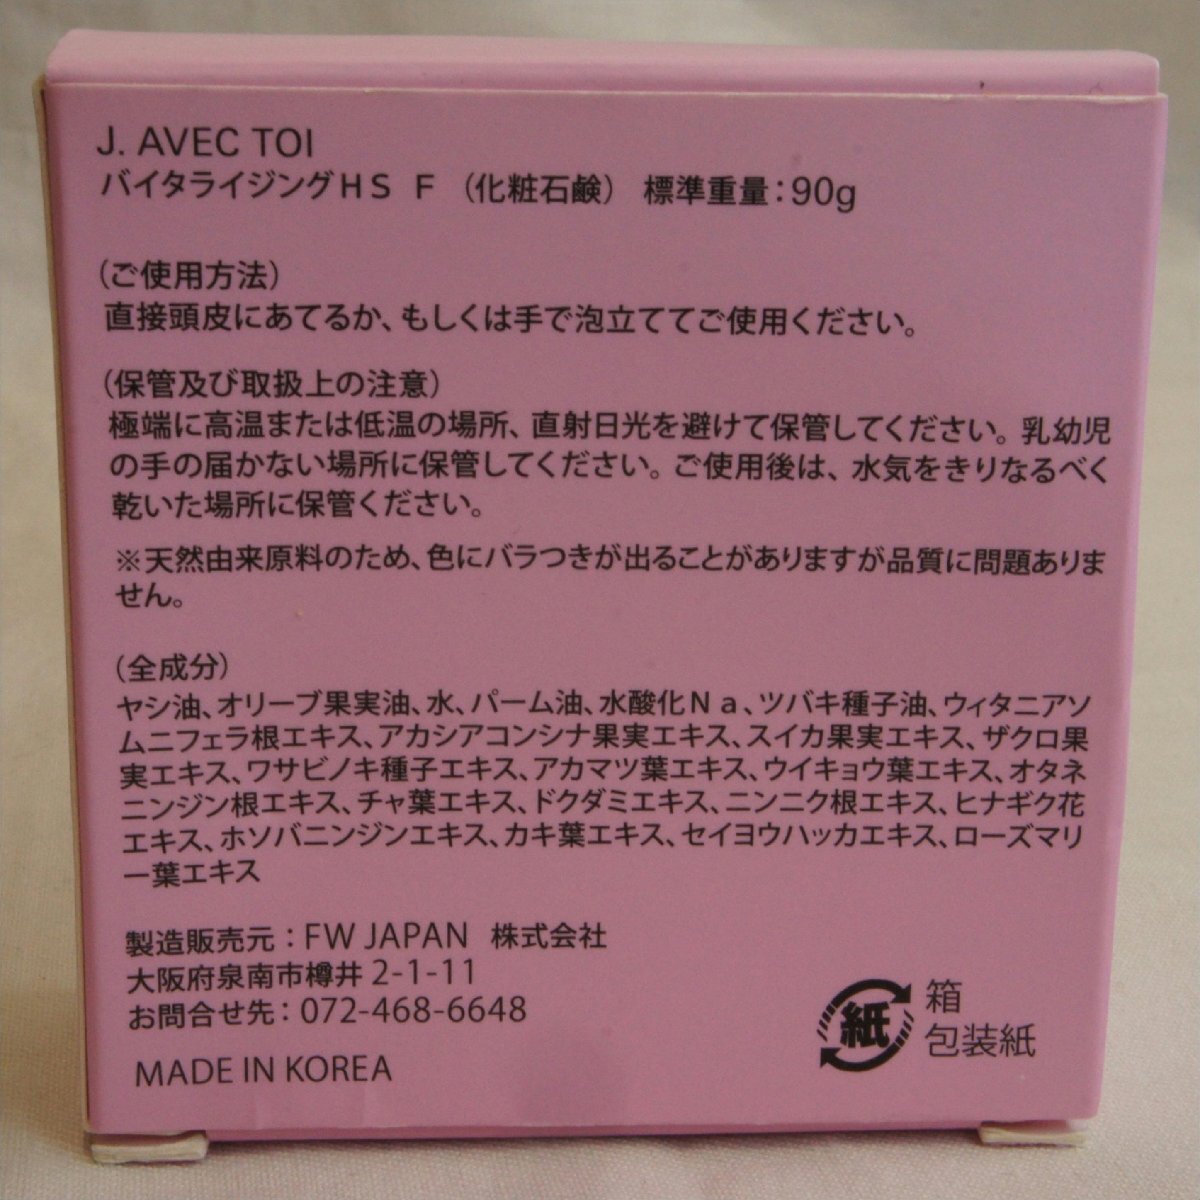 J. AVEC TOI
バイタライジングＨＳ Ｆ （化粧石鹸） 標準重量：90g
（ご使用方法）
直接頭皮にあてるか、もしくは手で泡立ててご使用ください。
（保管及び取扱上の注意）
極端に高温または低温の場所、直射日光を避けて保管してください。乳幼児
の手の届かない場所に保管してください。ご使用後は、水気をきりなるべく
乾いた場所に保管ください。
※天然由来原料のため、色にバラつきが出ることがありますが品質に問題ありま
せん。
（全成分）
ヤシ油、オリーブ果実油、水、パーム油、水酸化Ｎａ、ツバキ種子油、ウィタニアソ
ムニフェラ根エキス、アカシアコンシナ果実エキス、スイカ果実エキス、ザクロ果
実エキス、ワサビノキ種子エキス、アカマツ葉エキス、ウイキョウ葉エキス、オタネ
ニンジン根エキス、チャ葉エキス、ドクダミエキス、ニンニク根エキス、ヒナギク花
エキス、ホソバニンジンエキス、カキ葉エキス、セイヨウハッカエキス、ローズマリ
ー葉エキス
製造販売元：FW JAPAN 株式会社
大阪府泉南市樽井 2-1-11
お問合せ先：072-468-6648
MADE IN KOREA
紙
箱
包装紙